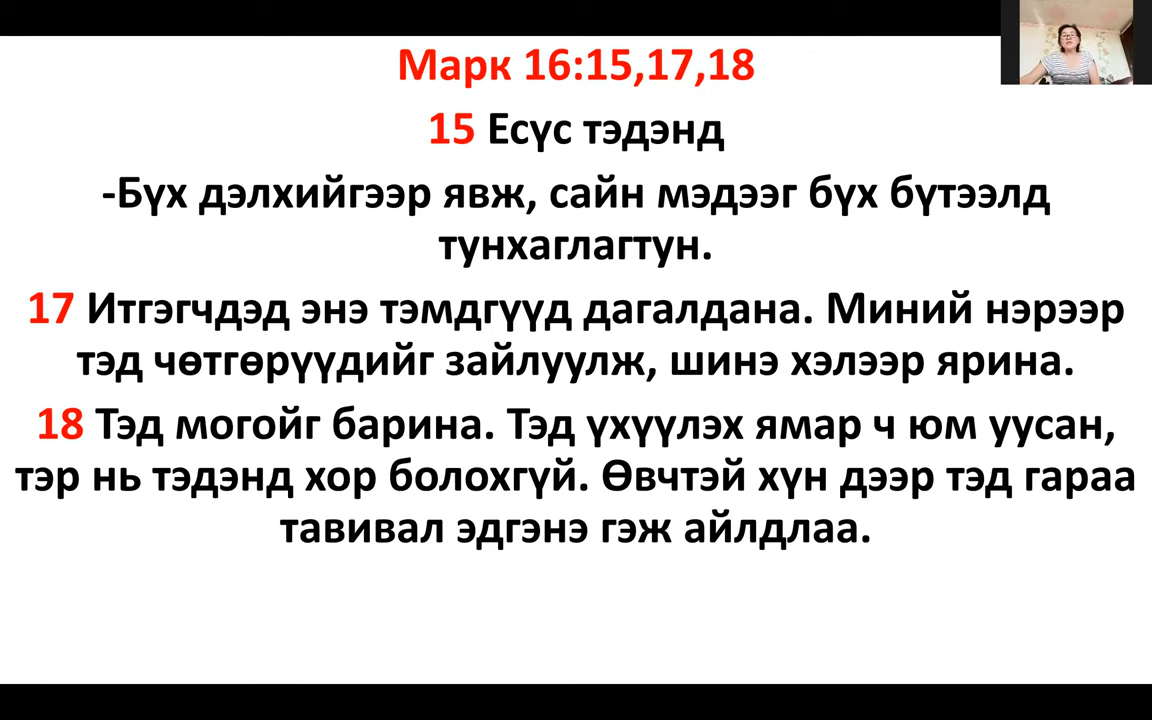 Марк 16:15,17,18
15 Есүс тэдэнд
-Бүх дэлхийгээр явж, сайн мэдээг бүх бүтээлд
тунхаглагтун.
17 Итгэгчдэд энэ тэмдгүүд дагалдана. Миний нэрээр
тэд чөтгөрүүдийг зайлуулж, шинэ хэлээр ярина.
18 Тэд могойг барина. Тэд үхүүлэх ямар ч юм уусан,
тэр нь тэдэнд хор болохгүй. Өвчтэй хүн дээр тэд гараа
тавивал эдгэнэ гэж айлдлаа.